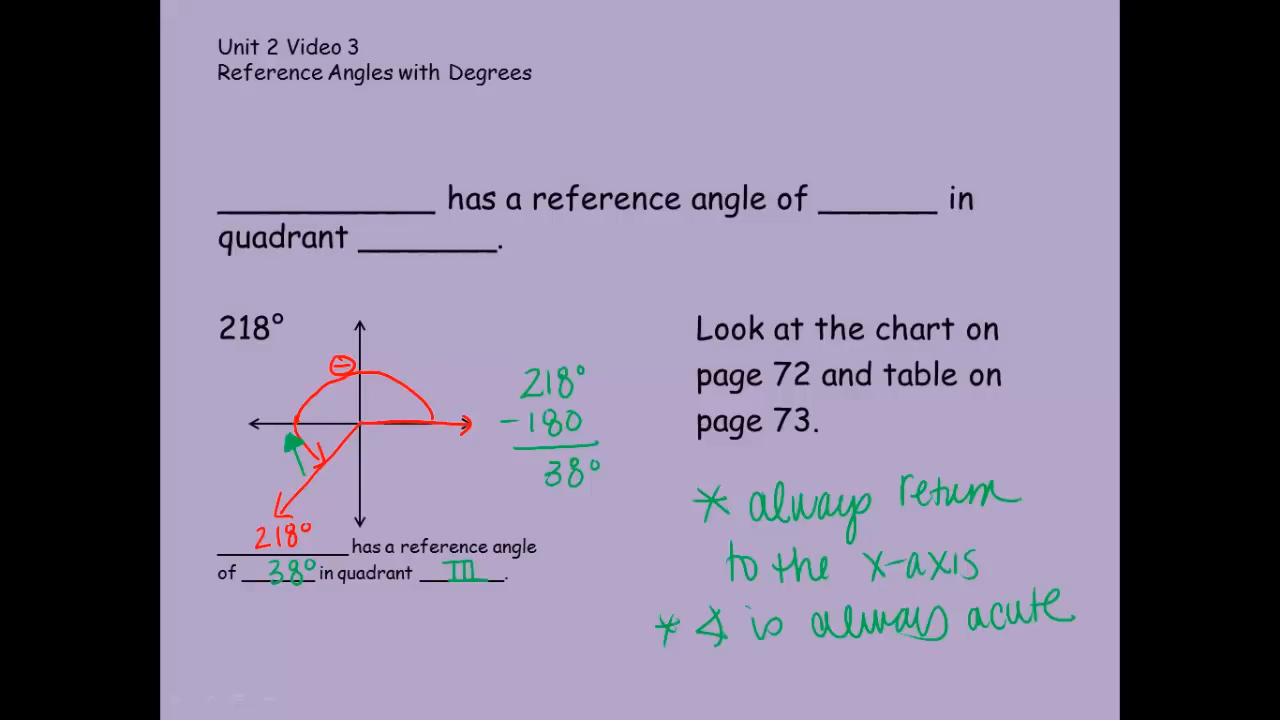 Unit 2 Video 3
Reference Angles with Degrees
____________ has a reference angle of ______ in
quadrant _______.
218°
218°
-180
38°
218° has a reference angle
of 38° in quadrant III.
Look at the chart on
page 72 and table on
page 73.
* always return
to the x-axis
* ∡ is always acute